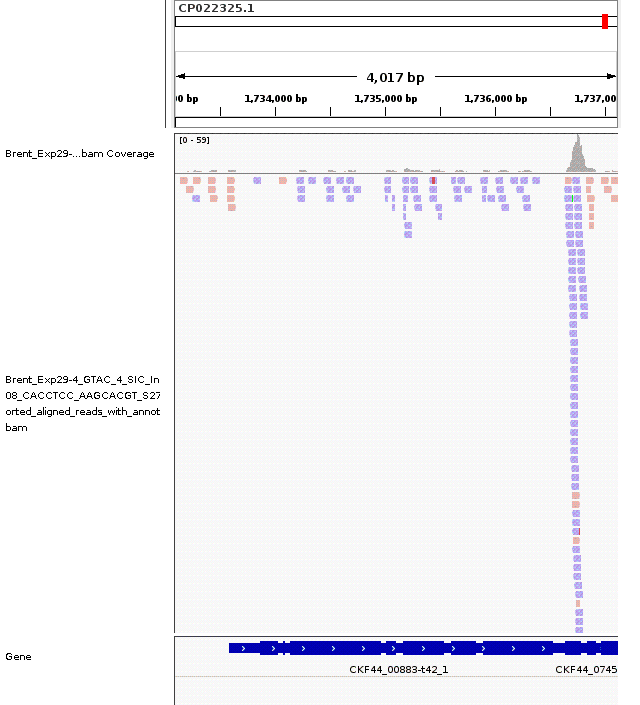 CP022325.1
4,017 bp
00 bp 1,734,000 bp 1,735,000 bp 1,736,000 bp 1,737,00
[0 - 59]
Brent_Exp29-...bam Coverage
Brent_Exp29-4_GTAC_4_SIC_In
08_CACCTCC_AAGCACGT_S27
orted_aligned_reads_with_annot
bam
Gene
CKF44_00883-t42_1 CKF44_0745